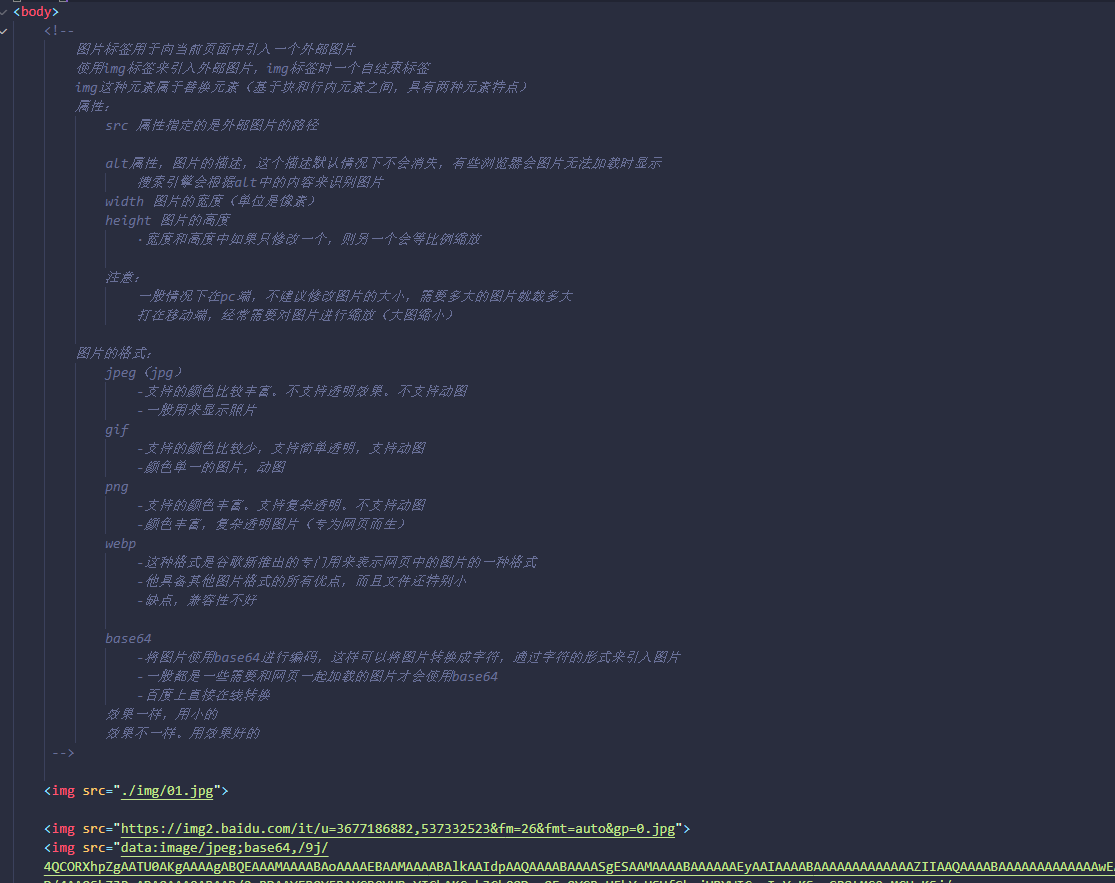 <body>
<!--
图片标签用于向当前页面中引入一个外部图片
使用img标签来引入外部图片，img标签时一个自结束标签
img这种元素属于替换元素（基于块和行内元素之间，具有两种元素特点）
属性：
src 属性指定的是外部图片的路径
alt属性，图片的描述，这个描述默认情况下不会消失，有些浏览器会图片无法加载时显示
搜索引擎会根据alt中的内容来识别图片
width 图片的宽度（单位是像素）
height 图片的高度
-宽度和高度中如果只修改一个，则另一个会等比例缩放
注意：
一般情况下在pc端，不建议修改图片的大小，需要多大的图片就裁多大
打在移动端，经常需要对图片进行缩放（大图缩小）
图片的格式：
jpeg（jpg）
-支持的颜色比较丰富。不支持透明效果。不支持动图
-一般用来显示照片
gif
-支持的颜色比较少，支持简单透明，支持动图
-颜色单一的图片，动图
png
-支持的颜色丰富。支持复杂透明。不支持动图
-颜色丰富，复杂透明图片（专为网页而生）
webp
-这种格式是谷歌新推出的专门用来表示网页中的图片的一种格式
-他具备其他图片格式的所有优点，而且文件还特别小
-缺点，兼容性不好
base64
-将图片使用base64进行编码，这样可以将图片转换成字符，通过字符的形式来引入图片
-一般都是一些需要和网页一起加载的图片才会使用base64
-百度上直接在线转换
效果一样，用小的
效果不一样。用效果好的
-->
<img src="./img/01.jpg">
<img src="https://img2.baidu.com/it/u=3677186882,537332523&fm=26&fmt=auto&gp=0.jpg">
<img src="data:image/jpeg;base64,/9j/